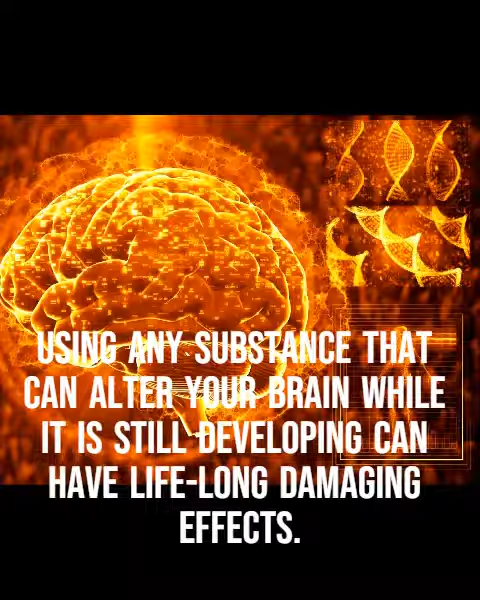 USING ANY SUBSTANCE THAT
CAN ALTER YOUR BRAIN WHILE
IT IS STILL DEVELOPING CAN
HAVE LIFE-LONG DAMAGING
EFFECTS.